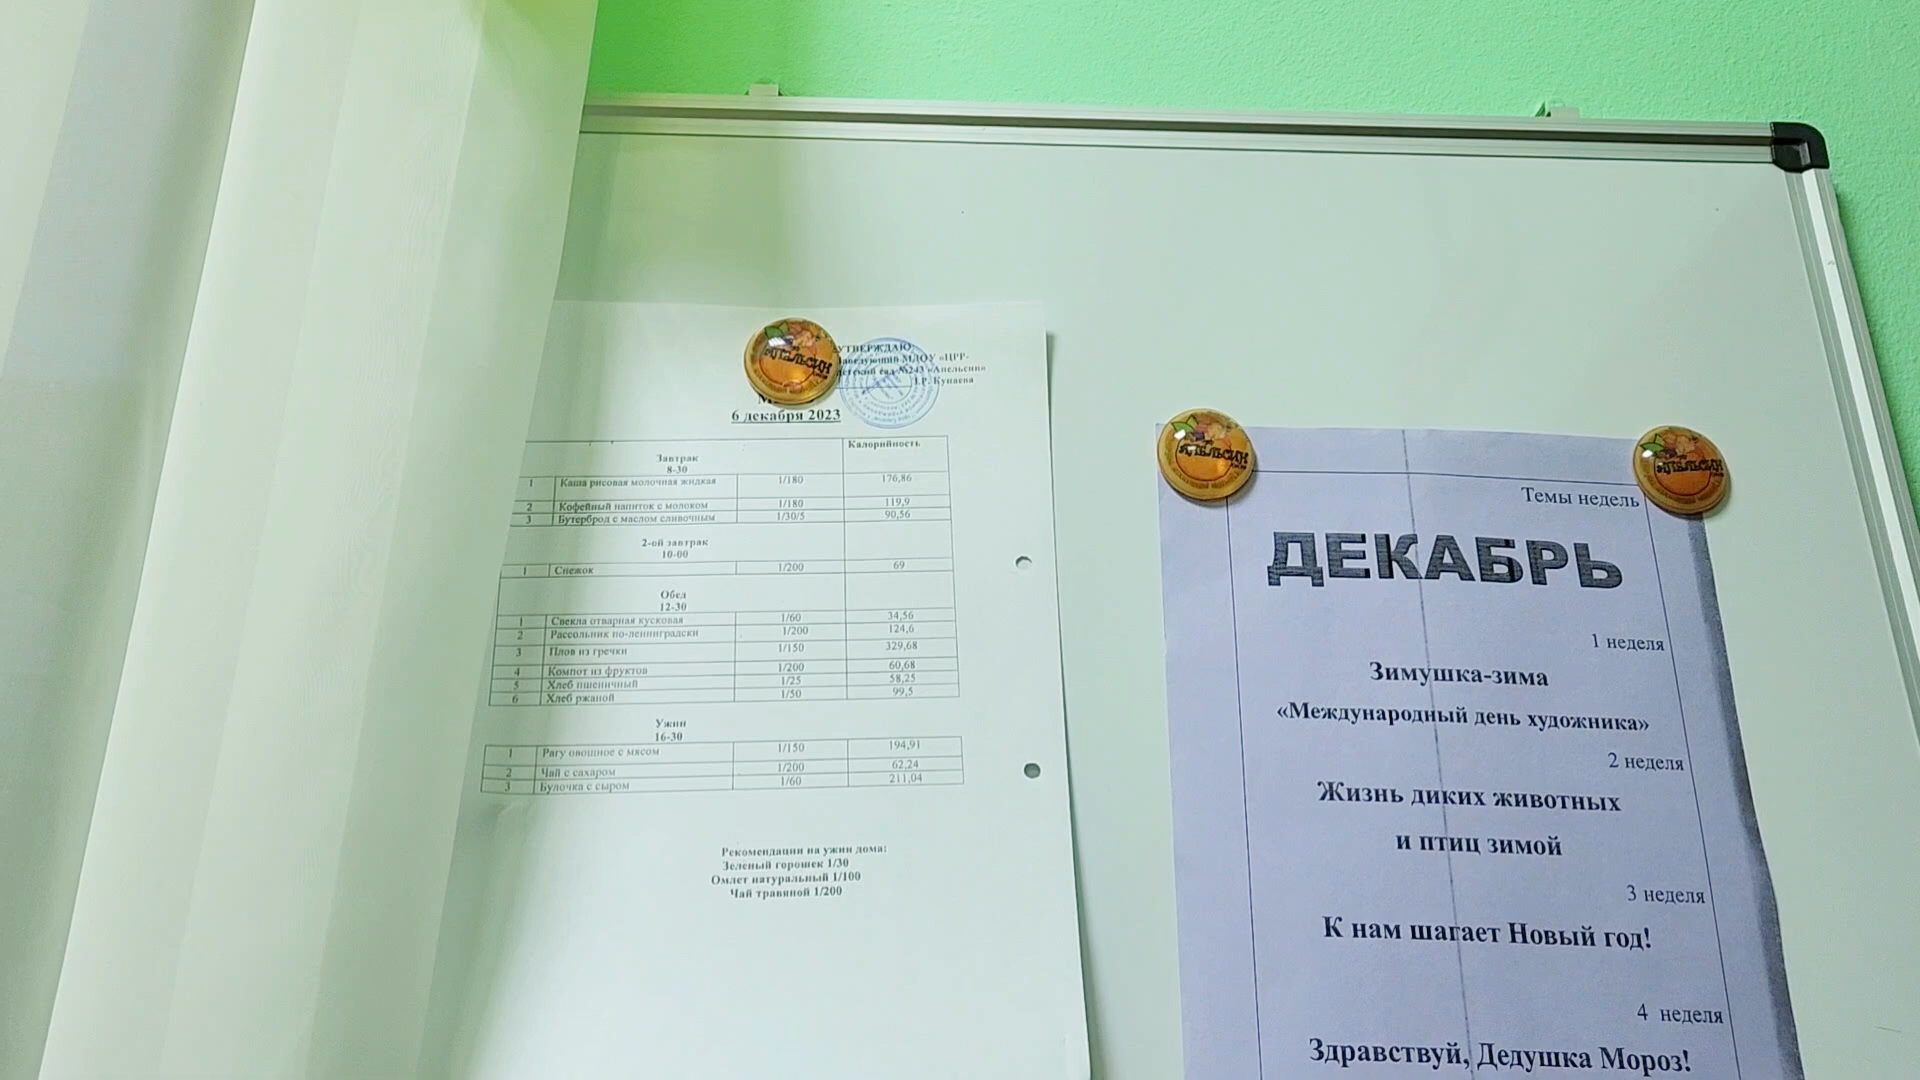 УТВЕРЖДАЮ:
Заведующий МДОУ «ЦРР-
детский сад №243 «Апельсин»
І.Р. Кунаева
6 декабря 2023
Калорийность
Завтрак
8-30
1 Каша рисовая молочная жидкая 1/180 176,86
2 Кофейный напиток с молоком 1/180 119,9
3 Бутерброд с маслом сливочным 1/30/5 90,56
2-ой завтрак
10-00
1 Снежок 1/200 69
Обед
12-30
1 Свекла отварная кусковая 1/60 34,56
2 Рассольник по-ленинградски 1/200 124,6
3 Плов из гречки 1/150 329,68
4 Компот из фруктов 1/200 60,68
5 Хлеб пшеничный 1/25 58,25
6 Хлеб ржаной 1/50 99,5
Ужин
16-30
1 Рагу овощное с мясом 1/150 194,91
2 Чай с сахаром 1/200 62,24
3 Булочка с сыром 1/60 211,04
Рекомендации на ужин дома:
Зеленый горошек 1/30
Омлет натуральный 1/100
Чай травяной 1/200
Апельсин
Апельсин
Апельсин
Темы недель
ДЕКАБРЬ
1 неделя
Зимушка-зима
«Международный день художника»
2 неделя
Жизнь диких животных
и птиц зимой
3 неделя
К нам шагает Новый год!
4 неделя
Здравствуй, Дедушка Мороз!